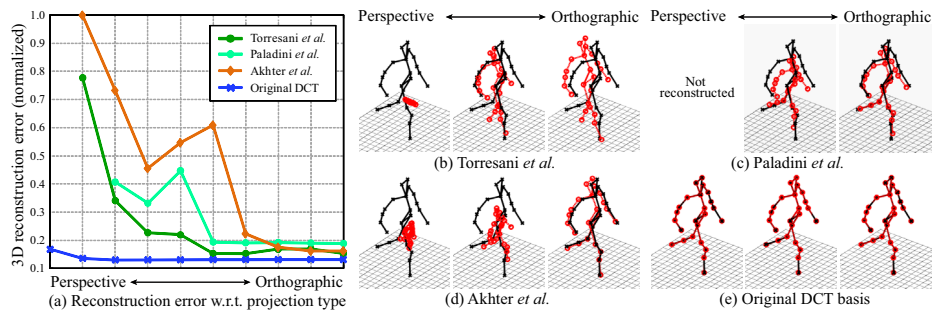 3D reconstruction error (normalized)
1.0
0.9
0.8
0.7
0.6
0.5
0.4
0.3
0.2
0.1
Torresani et al.
Paladini et al.
Akhter et al.
Original DCT
Perspective Orthographic
(a) Reconstruction error w.r.t. projection type
Perspective Orthographic
(b) Torresani et al.
Perspective Orthographic
Not
reconstructed
(c) Paladini et al.
(d) Akhter et al.
(e) Original DCT basis